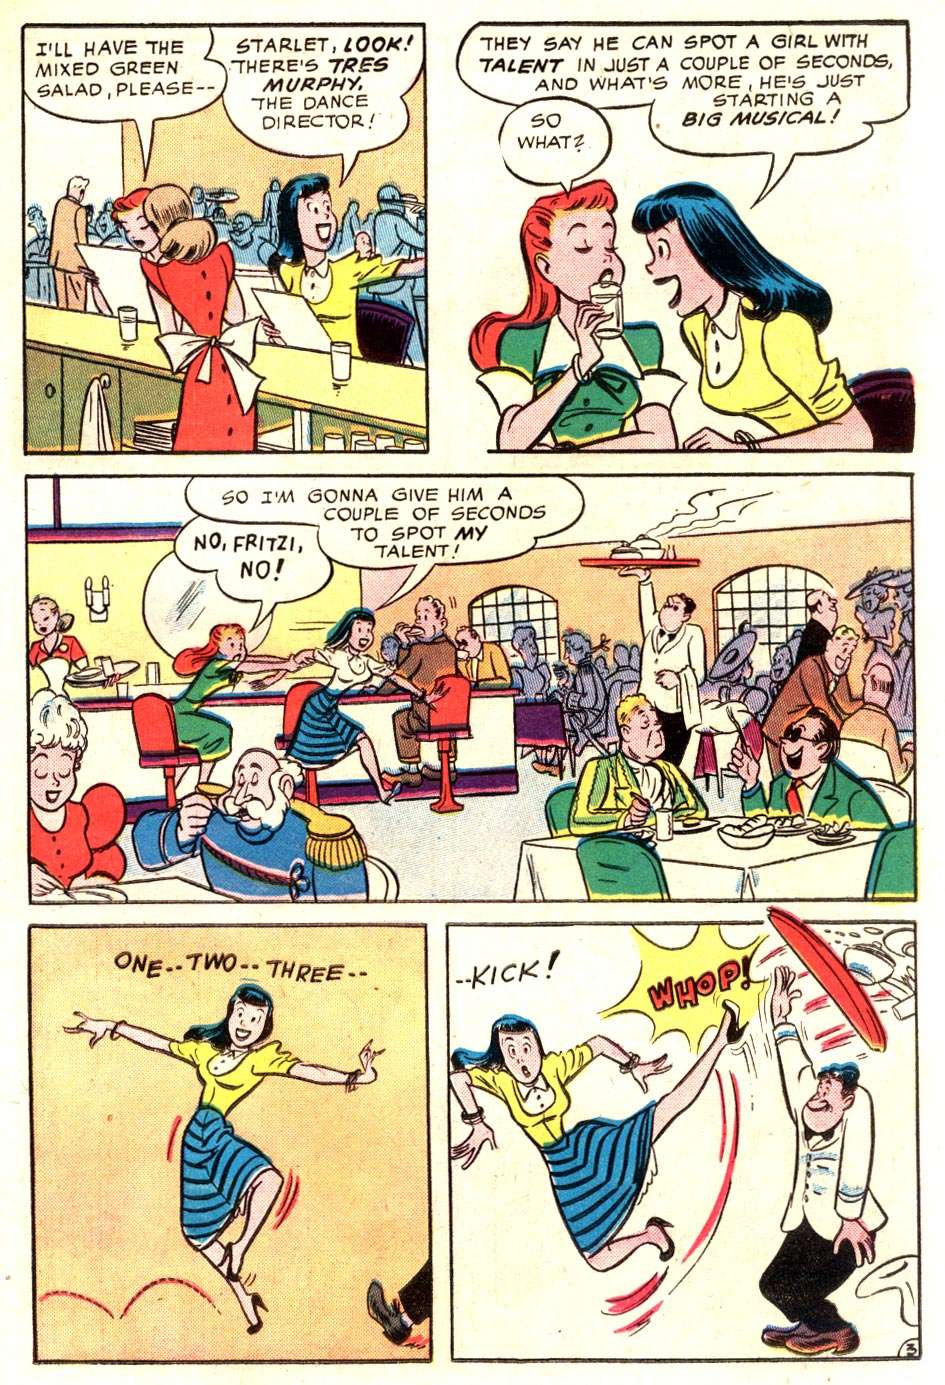 I'LL HAVE THE
MIXED GREEN
SALAD, PLEASE--
STARLET, LOOK!
THERE'S TRES
MURPHY,
THE DANCE
DIRECTOR!
THEY SAY HE CAN SPOT A GIRL WITH
TALENT IN JUST A COUPLE OF SECONDS,
AND WHAT'S MORE, HE'S JUST
STARTING A
BIG MUSICAL!
SO
WHAT?
SO I'M GONNA GIVE HIM A
COUPLE OF SECONDS
TO SPOT MY
TALENT!
NO, FRITZI,
NO!
ONE--TWO--THREE--
--KICK!
WHOP!
3